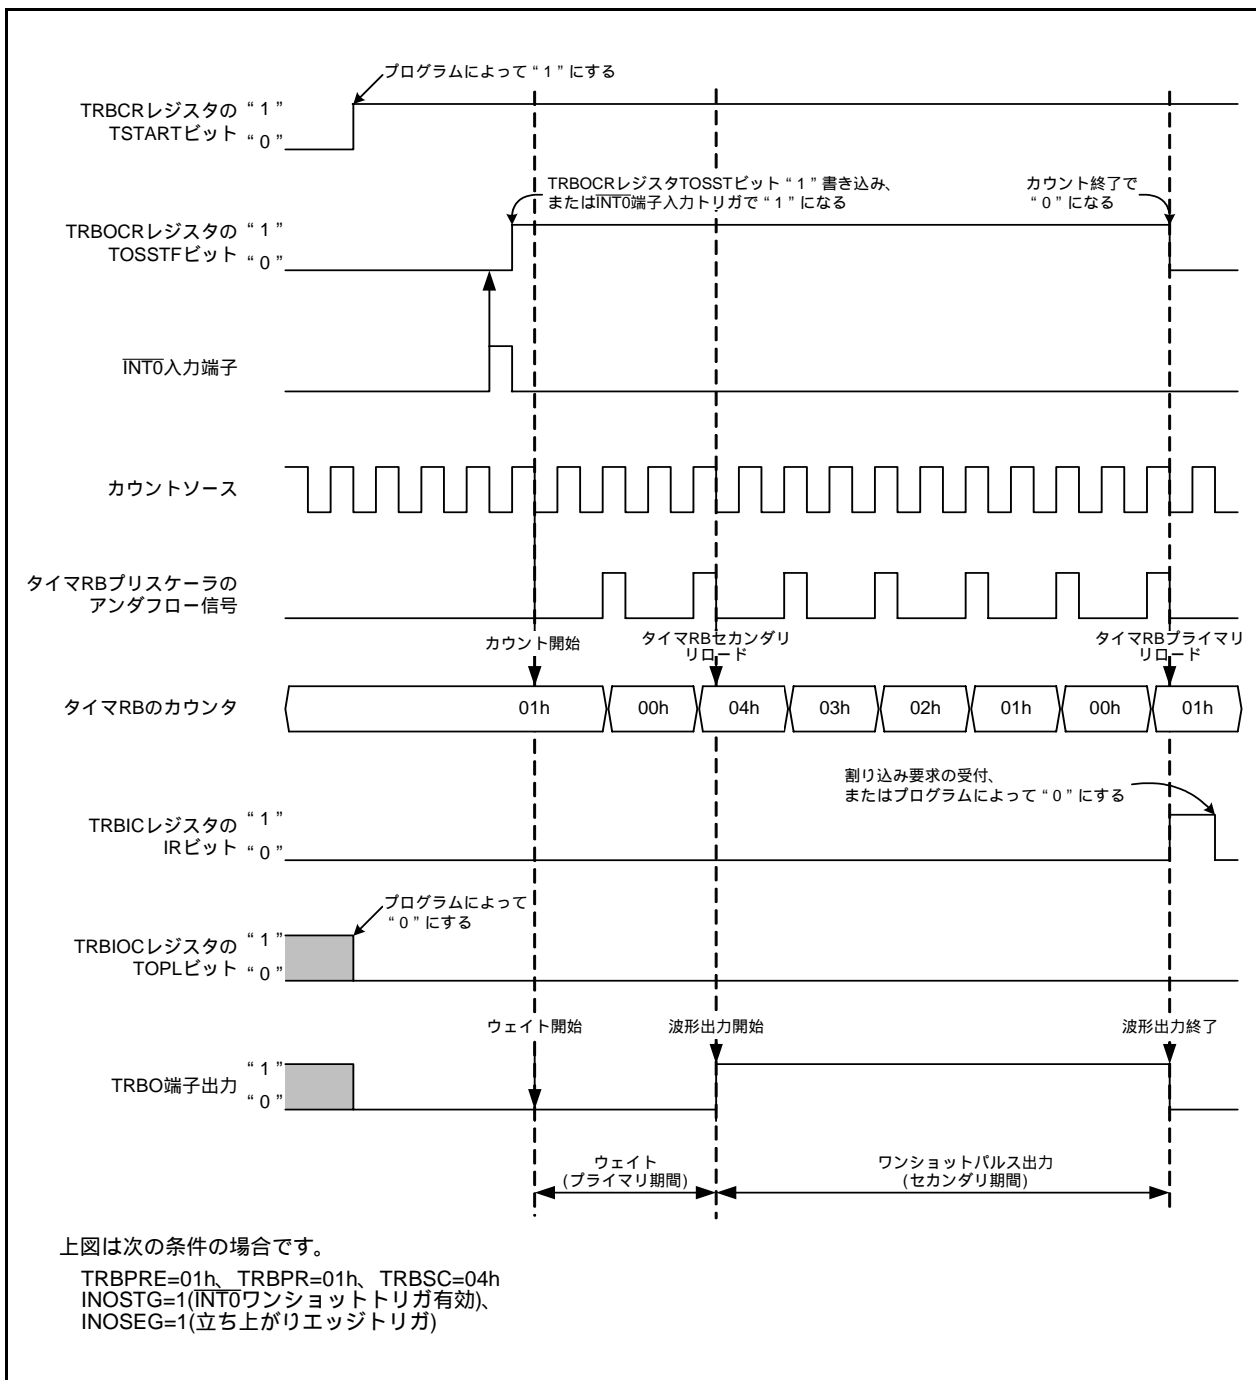 プログラムによって“1”にする
TRBCRレジスタの “1”
TSTARTビット “0”
TRBOCRレジスタTOSSTビット“1”書き込み、
またはINT0端子入力トリガで“1”になる
カウント終了で
“0”になる
TRBOCRレジスタの “1”
TOSSTFビット “0”
INT0入力端子
カウントソース
タイマRBプリスケーラの
アンダフロー信号
カウント開始
タイマRBセカンダリ
リロード
タイマRBプライマリ
リロード
タイマRBのカウンタ
01h 00h 04h 03h 02h 01h 00h 01h
割り込み要求の受付、
またはプログラムによって“0”にする
TRBICレジスタの “1”
IRビット “0”
プログラムによって
“0”にする
TRBIOCレジスタの “1”
TOPLビット “0”
ウェイト開始 波形出力開始 波形出力終了
TRBO端子出力 “1”
“0”
ウェイト
(プライマリ期間)
ワンショットパルス出力
(セカンダリ期間)
上図は次の条件の場合です。
TRBPRE=01h、TRBPR=01h、TRBSC=04h
INOSTG=1(INT0ワンショットトリガ有効)、
INOSEG=1(立ち上がりエッジトリガ)